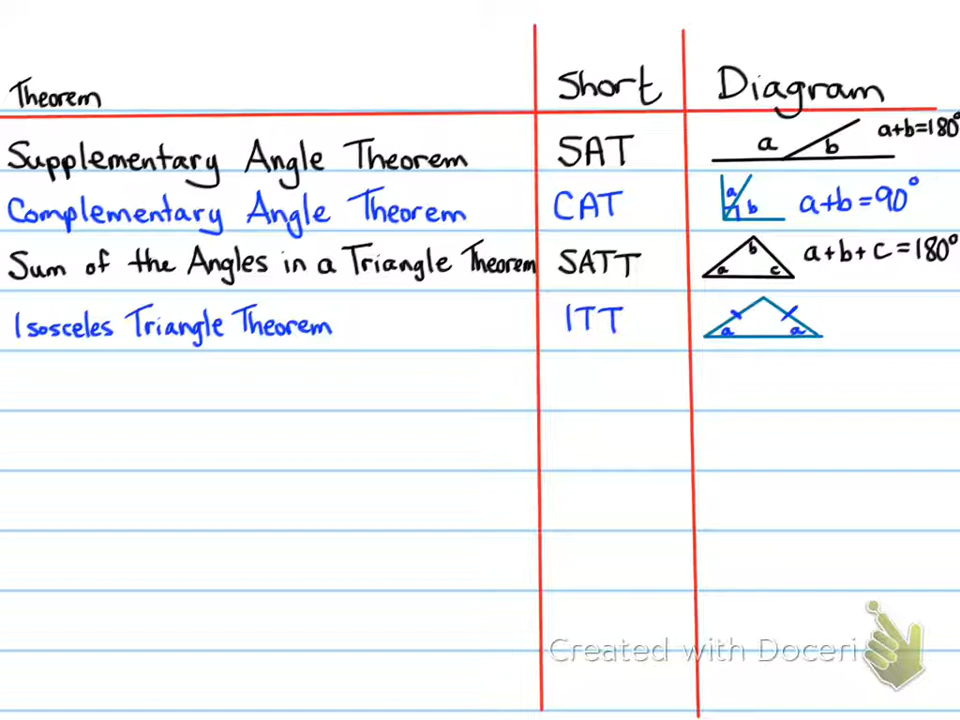 Theorem Short Diagram
Supplementary Angle Theorem SAT a b a+b=180°
Complementary Angle Theorem CAT a b a+b=90°
Sum of the Angles in a Triangle Theorem SATT a b c a+b+c=180°
Isosceles Triangle Theorem ITT a a
Created with Doceri